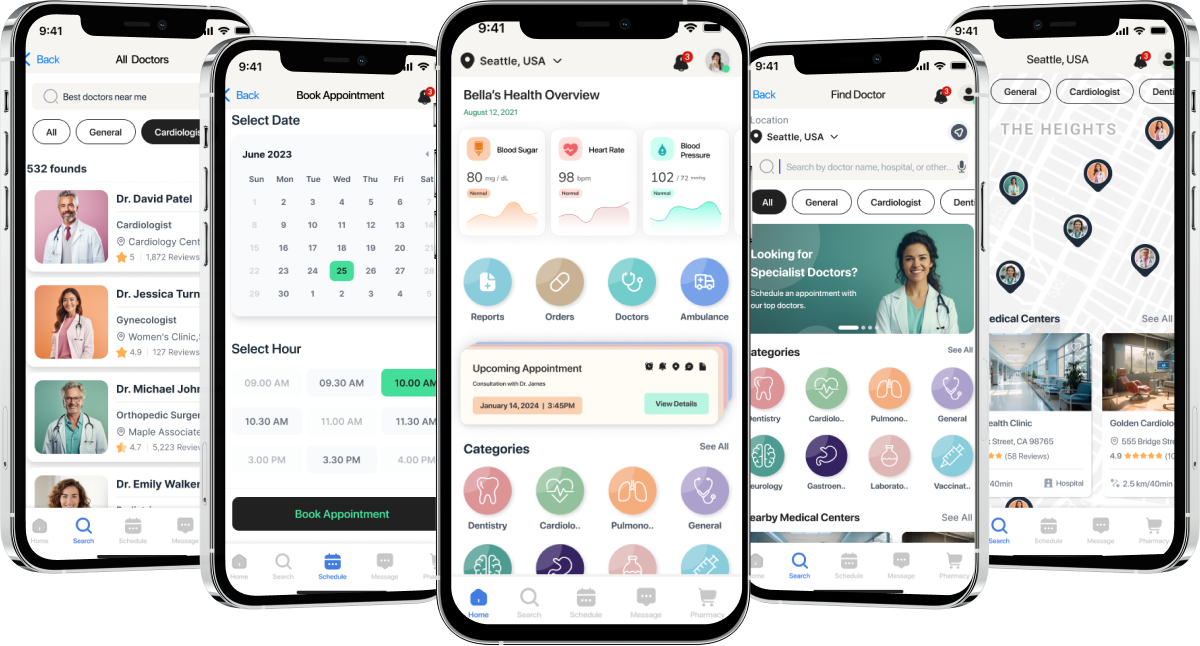 9:41
Back
All Doctors
Best doctors near me
All
General
Cardiologis
532 founds
Dr. David Patel
Cardiologist
Cardiology Cent
5 | 1,872 Reviews
Dr. Jessica Turn
Gynecologist
Women's Clinic,
4.9 | 127 Reviews
Dr. Michael John
Orthopedic Surger
Maple Associate
4.7 | 5,223 Review
Dr. Emily Walker
Home
Search
Schedule
Message
9:41
Back
Book Appointment
3
Select Date
June 2023
Sun Mon Tue Wed Thu Fri Sat
1 2 3 4 5 6 7
8 9 10 11 12 13 14
15 16 17 18 19 20 21
22 23 24 25 26 27 28
29 30 1 2 3 4 5
Select Hour
09.00 AM
09.30 AM
10.00 AM
10.30 AM
11.00 AM
11.30 AM
3.00 PM
3.30 PM
4.00 PM
Book Appointment
Home
Search
Schedule
Message
Pha
9:41
Seattle, USA
3
Bella's Health Overview
August 12, 2021
Blood Sugar
80 mg / dL
Normal
Heart Rate
98 bpm
Normal
Blood
Pressure
102 / 72 mmHg
Normal
Reports
Orders
Doctors
Ambulance
Upcoming Appointment
Consultation with Dr. James
January 14, 2024 | 3:45PM
View Details
Categories
See All
Dentistry
Cardiolo..
Pulmono..
General
Home
Search
Schedule
Message
Pharmacy
9:41
Back
Find Doctor
3
Location
Seattle, USA
Search by doctor name, hospital, or other...
All
General
Cardiologist
Denti
Looking for
Specialist Doctors?
Schedule an appointment with
our top doctors.
ategories
See All
entistry
Cardiolo..
Pulmono..
General
eurology
Gastroen..
Laborato..
Vaccinat..
earby Medical Centers
See All
ome
Search
Schedule
Message
Pharmacy
9:41
Seattle, USA
3
General
Cardiologist
Denti
THE HEIGHTS
edical Centers
See All
ealth Clinic
Street, CA 98765
(58 Reviews)
40min
Hospital
Golden Cardiolog
555 Bridge Stre
4.9
2.5 km/40min
Search
Schedule
Message
Pharmacy